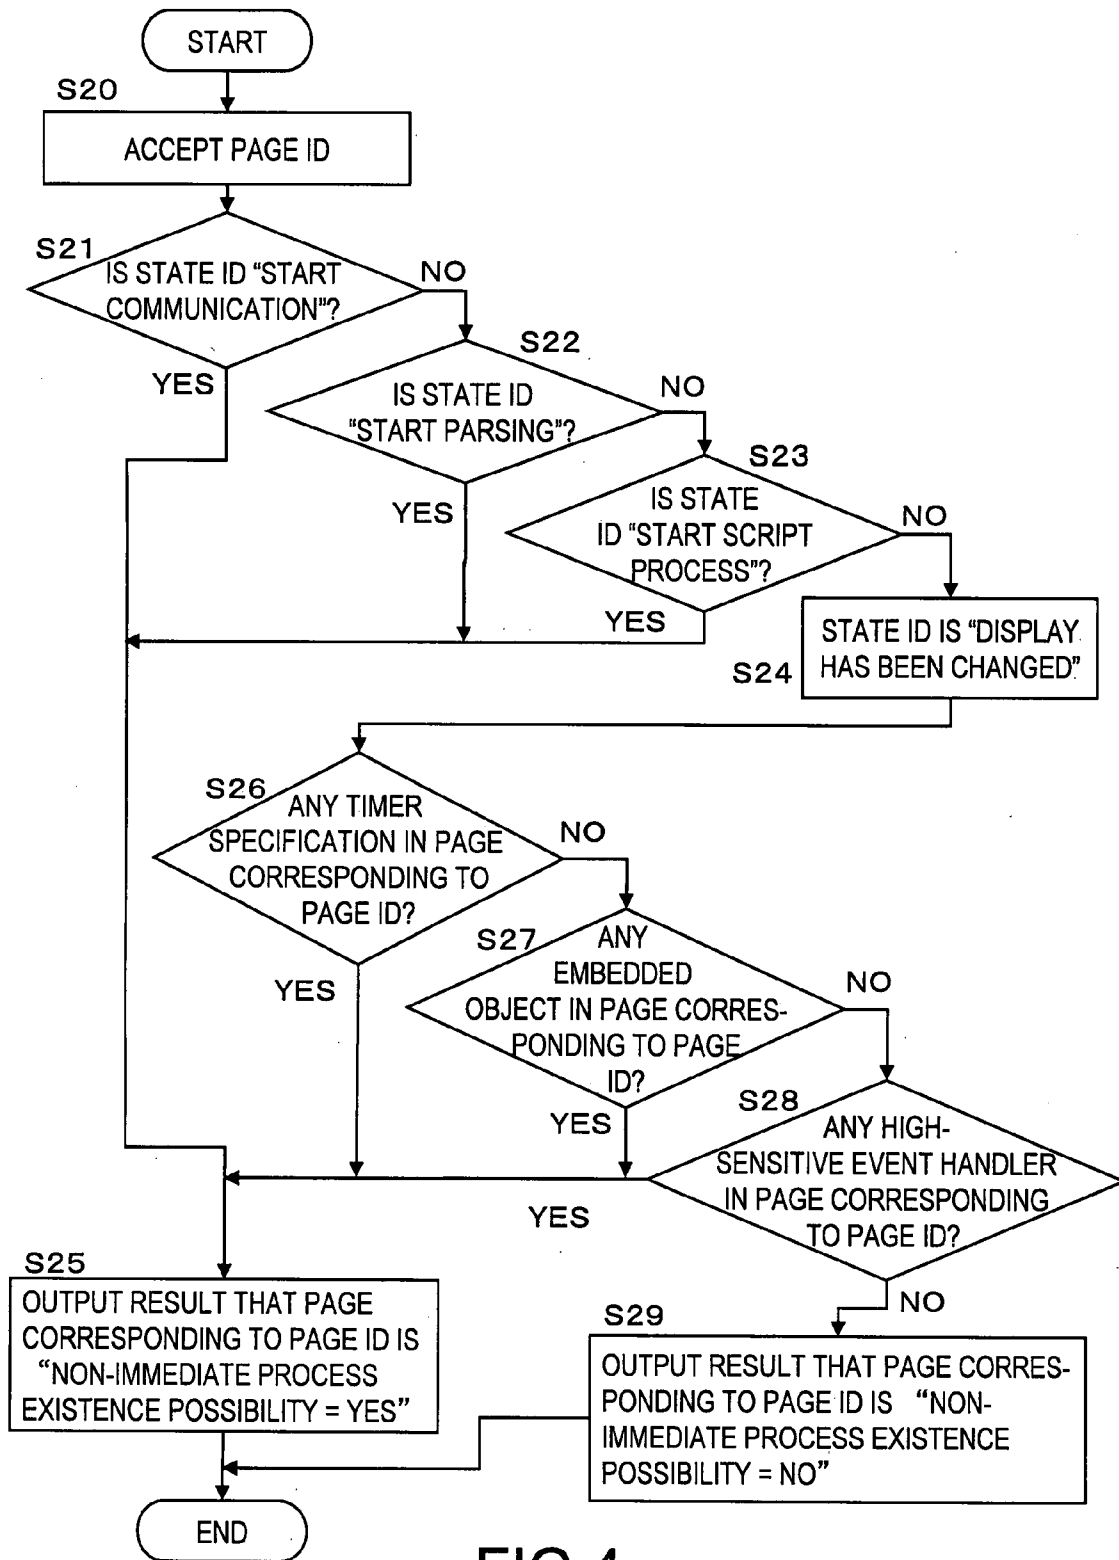 START
S20
ACCEPT PAGE ID
S21
IS STATE ID “START
COMMUNICATION”?
NO
YES
S22
IS STATE ID
“START PARSING”?
NO
YES
S23
IS STATE
ID “START SCRIPT
PROCESS”?
NO
YES
STATE ID IS “DISPLAY
HAS BEEN CHANGED”
S24
S26
ANY TIMER
SPECIFICATION IN PAGE
CORRESPONDING TO
PAGE ID?
NO
YES
S27
ANY
EMBEDDED
OBJECT IN PAGE CORRES-
PONDING TO PAGE
ID?
NO
YES
S28
ANY HIGH-
SENSITIVE EVENT HANDLER
IN PAGE CORRESPONDING
TO PAGE ID?
YES
NO
S25
OUTPUT RESULT THAT PAGE
CORRESPONDING TO PAGE ID IS
“NON-IMMEDIATE PROCESS
EXISTENCE POSSIBILITY = YES”
S29
OUTPUT RESULT THAT PAGE CORRES-
PONDING TO PAGE ID IS “NON-
IMMEDIATE PROCESS EXISTENCE
POSSIBILITY = NO”
END